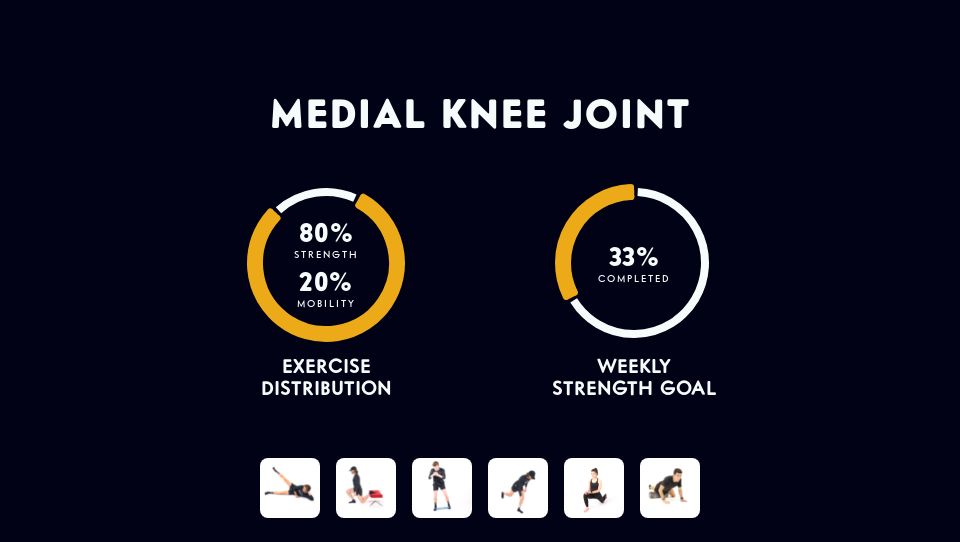 MEDIAL KNEE JOINT
80%
STRENGTH
20%
MOBILITY
33%
COMPLETED
EXERCISE
DISTRIBUTION
WEEKLY
STRENGTH GOAL